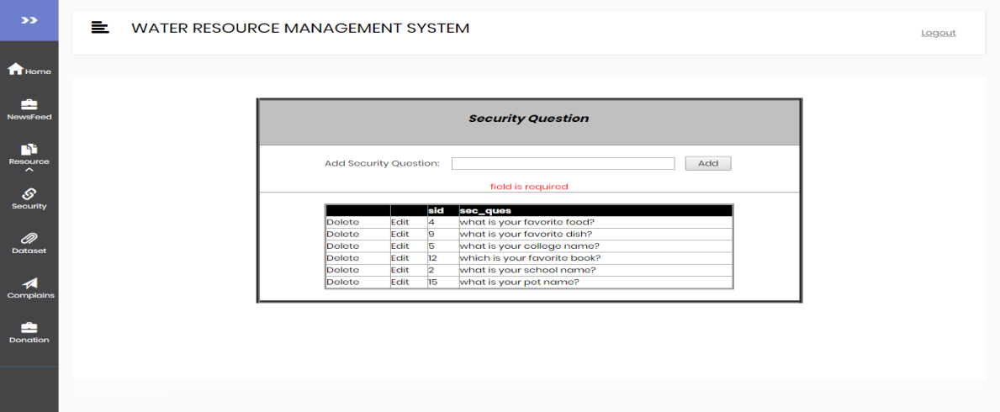 >>
WATER RESOURCE MANAGEMENT SYSTEM
Logout
Home
NewsFeed
Resource
Security
Dataset
Complains
Donation
Security Question
Add Security Question: Add
field is required
sid sec_ques
Delete Edit 4 what is your favorite food?
Delete Edit 9 what is your favorite dish?
Delete Edit 5 what is your college name?
Delete Edit 12 which is your favorite book?
Delete Edit 2 what is your school name?
Delete Edit 15 what is your pet name?